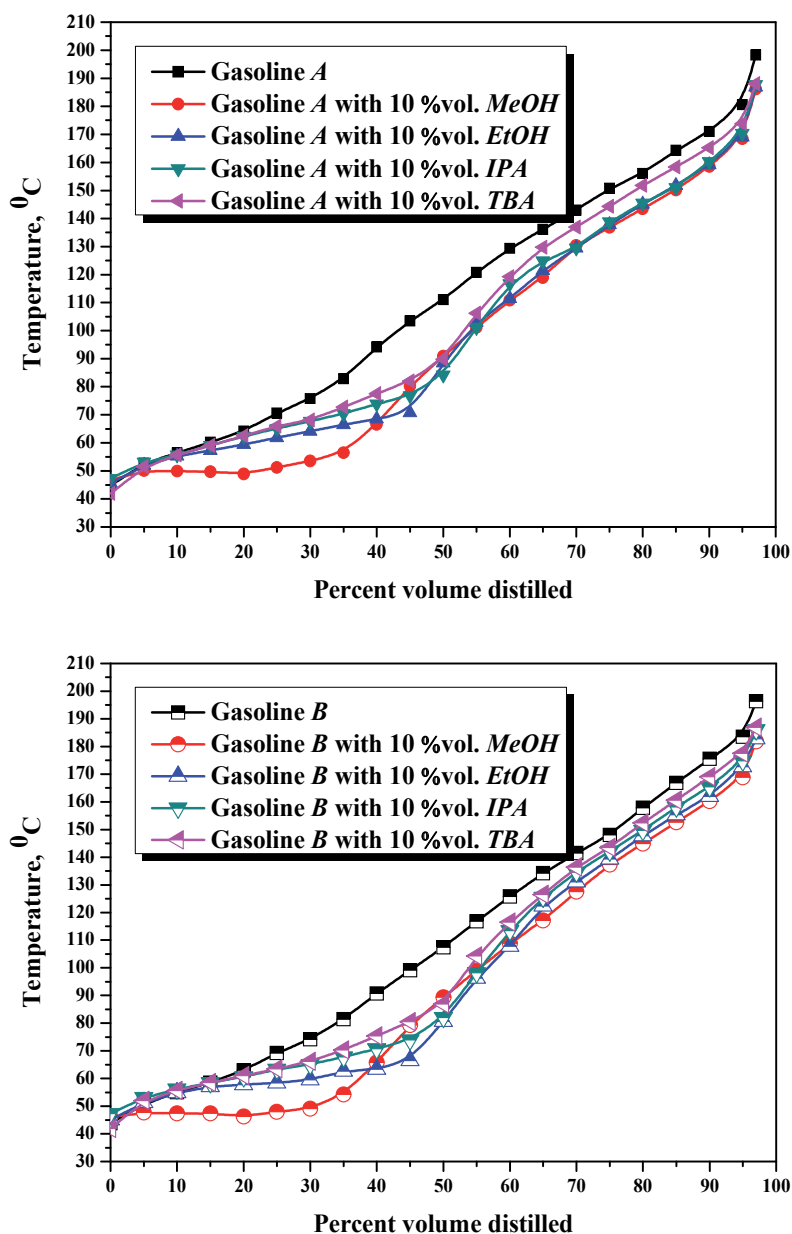 210
200
190
180
170
160
150
140
130
120
110
100
90
80
70
60
50
40
30
Temperature, ⁰C
Gasoline A
Gasoline A with 10 %vol. MeOH
Gasoline A with 10 %vol. EtOH
Gasoline A with 10 %vol. IPA
Gasoline A with 10 %vol. TBA
0 10 20 30 40 50 60 70 80 90 100
Percent volume distilled
210
200
190
180
170
160
150
140
130
120
110
100
90
80
70
60
50
40
30
Temperature, ⁰C
Gasoline B
Gasoline B with 10 %vol. MeOH
Gasoline B with 10 %vol. EtOH
Gasoline B with 10 %vol. IPA
Gasoline B with 10 %vol. TBA
0 10 20 30 40 50 60 70 80 90 100
Percent volume distilled